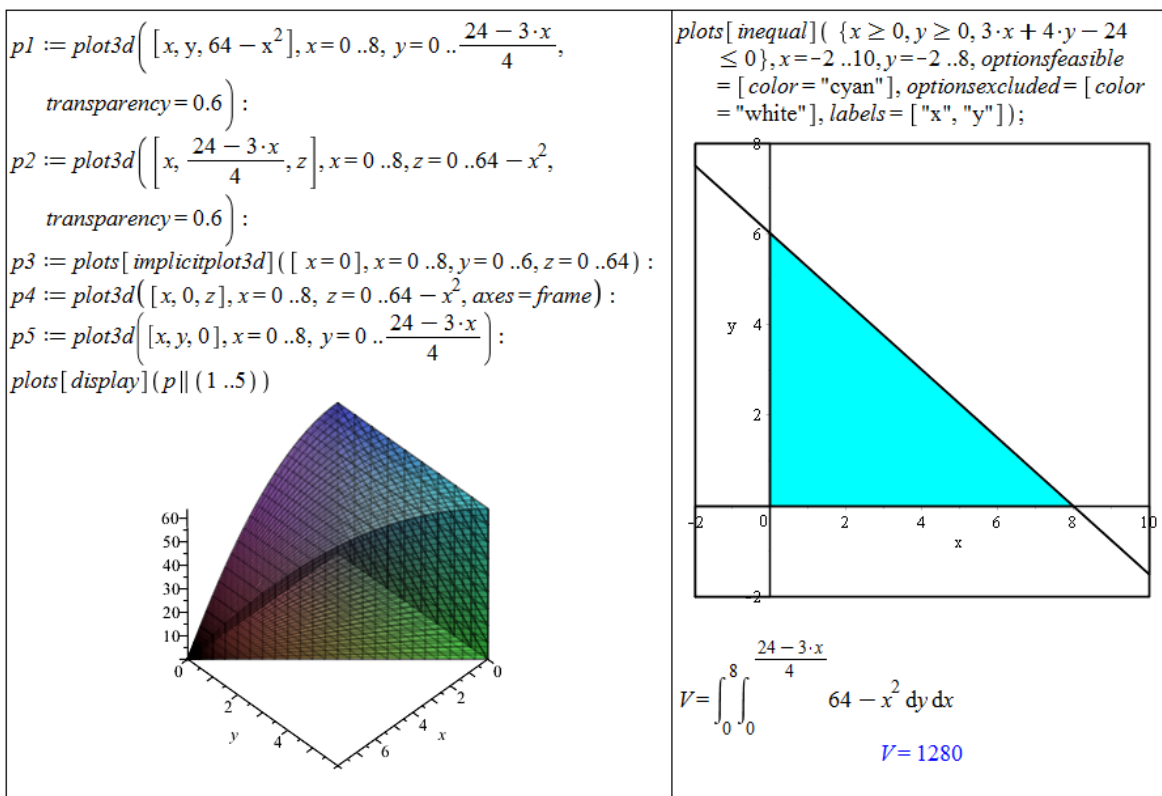 p1 := plot3d([x, y, 64 − x²], x = 0 ..8, y = 0 .. (24 − 3·x)/4,
transparency = 0.6) :
p2 := plot3d([x, (24 − 3·x)/4, z], x = 0 ..8, z = 0 ..64 − x²,
transparency = 0.6) :
p3 := plots[implicitplot3d]([ x = 0], x = 0 ..8, y = 0 ..6, z = 0 ..64) :
p4 := plot3d([x, 0, z], x = 0 ..8, z = 0 ..64 − x², axes = frame) :
p5 := plot3d([x, y, 0], x = 0 ..8, y = 0 .. (24 − 3·x)/4) :
plots[display](p || (1 ..5))
60
50
40
30
20
10
0
2
4
y
0
2
4
6
x
plots[inequal]( {x ≥ 0, y ≥ 0, 3·x + 4·y − 24
≤ 0}, x = −2 ..10, y = −2 ..8, optionsfeasible
= [color = "cyan"], optionsexcluded = [color
= "white"], labels = ["x", "y"]);
8
6
y
4
2
-2 0 2 4 6 8 10
x
-2
V = ∫₀⁸ ∫₀^((24 − 3·x)/4) 64 − x² dy dx
V = 1280